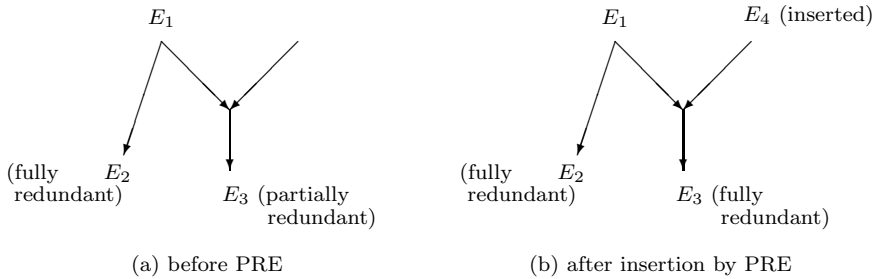 E1
E4 (inserted)
E1
(fully E2
redundant)
E3 (partially
redundant)
(fully E2
redundant)
E3 (fully
redundant)
(a) before PRE
(b) after insertion by PRE